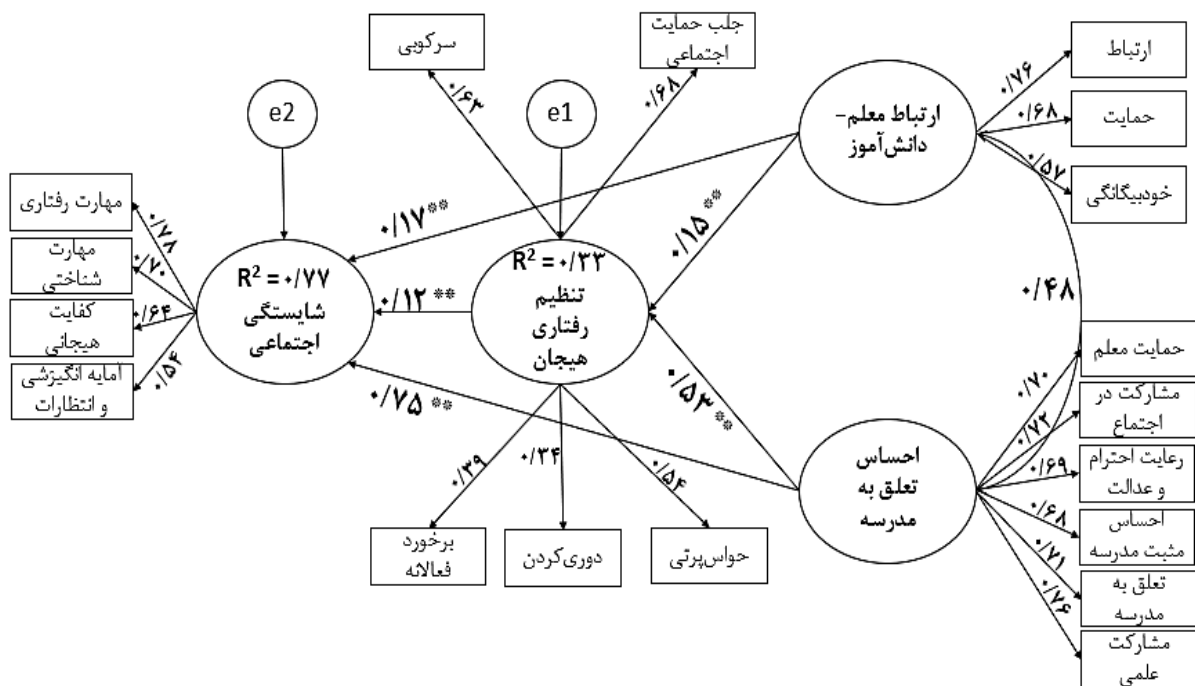 جلب حمایت
اجتماعی
سرکوبی
ارتباط
حمایت
خودبیگانگی
ارتباط معلم-
دانش‌آموز
e1
e2
۰/۷۶
۰/۶۸
۰/۵۷
۰/۶۸
۰/۶۳
۰/۱۷**
۰/۱۵**
۰/۴۸
R² = ۰/۳۳
تنظیم
رفتاری
هیجان
۰/۱۲**
R² = ۰/۷۷
شایستگی
اجتماعی
مهارت رفتاری
مهارت
شناختی
کفایت
هیجانی
آمایه انگیزشی
و انتظارات
۰/۷۸
۰/۷۰
۰/۶۴
۰/۵۴
۰/۵۳**
۰/۷۵**
احساس
تعلق به
مدرسه
حمایت معلم
مشارکت در
اجتماع
رعایت احترام
و عدالت
احساس
مثبت مدرسه
تعلق به
مدرسه
مشارکت
علمی
۰/۷۰
۰/۷۲
۰/۶۹
۰/۶۸
۰/۷۱
۰/۷۶
۰/۵۴
۰/۳۴
۰/۳۹
حواس‌پرتی
دوری‌کردن
برخورد
فعالانه